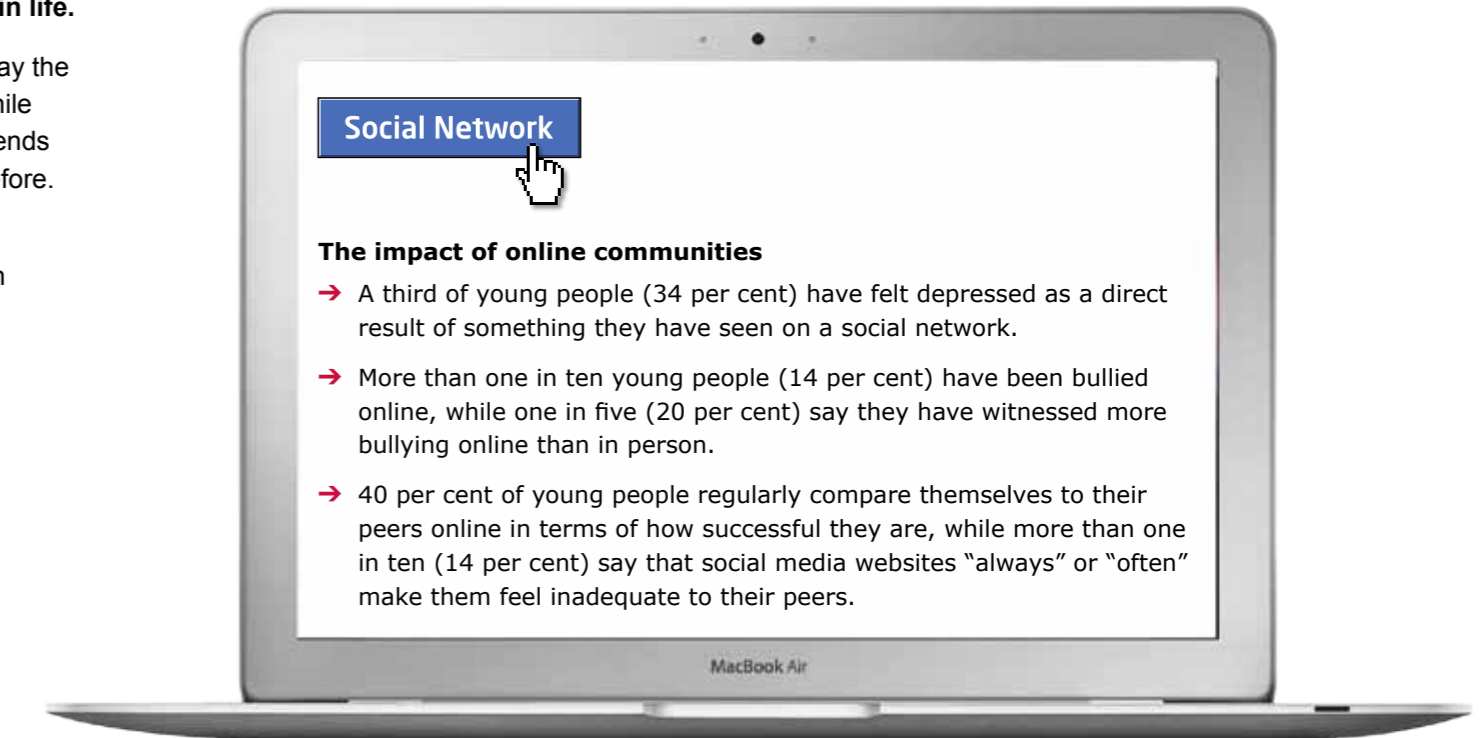 in life.
ay the
ends
fore.
Social Network
The impact of online communities
➔ A third of young people (34 per cent) have felt depressed as a direct
result of something they have seen on a social network.
➔ More than one in ten young people (14 per cent) have been bullied
online, while one in five (20 per cent) say they have witnessed more
bullying online than in person.
➔ 40 per cent of young people regularly compare themselves to their
peers online in terms of how successful they are, while more than one
in ten (14 per cent) say that social media websites “always” or “often”
make them feel inadequate to their peers.
MacBook Air